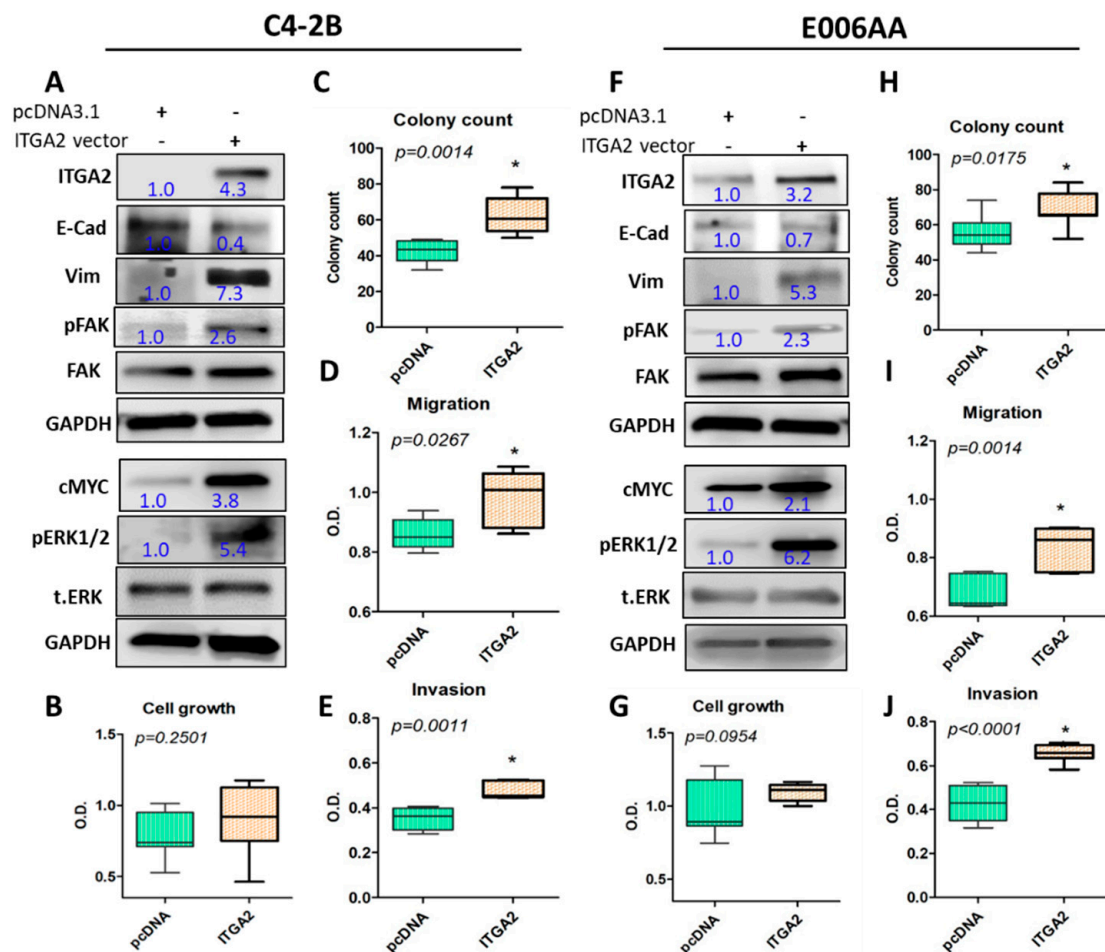 C4-2B
E006AA
A
pcDNA3.1 + -
ITGA2 vector - +
ITGA2
1.0 4.3
E-Cad
1.0 0.4
Vim
1.0 7.3
pFAK
1.0 2.6
FAK
GAPDH
cMYC
1.0 3.8
pERK1/2
1.0 5.4
t.ERK
GAPDH
B
Cell growth
p=0.2501
O.D.
1.5
1.0
0.5
pcDNA
ITGA2
C
Colony count
p=0.0014
*
Colony count
100
80
60
40
20
0
pcDNA
ITGA2
D
Migration
p=0.0267
*
O.D.
1.2
1.0
0.8
0.6
pcDNA
ITGA2
E
Invasion
p=0.0011
*
O.D.
0.8
0.6
0.4
0.2
0.0
pcDNA
ITGA2
F
pcDNA3.1 + -
ITGA2 vector - +
ITGA2
1.0 3.2
E-Cad
1.0 0.7
Vim
1.0 5.3
pFAK
1.0 2.3
FAK
GAPDH
cMYC
1.0 2.1
pERK1/2
1.0 6.2
t.ERK
GAPDH
G
Cell growth
p=0.0954
O.D.
1.5
1.0
0.5
pcDNA
ITGA2
H
Colony count
p=0.0175
*
Colony count
100
80
60
40
20
0
pcDNA
ITGA2
I
Migration
p=0.0014
*
O.D.
1.2
1.0
0.8
0.6
pcDNA
ITGA2
J
Invasion
p<0.0001
*
O.D.
0.8
0.6
0.4
0.2
0.0
pcDNA
ITGA2